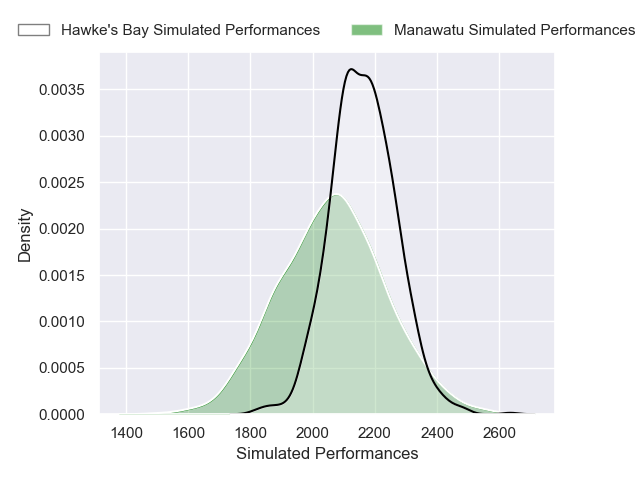 Hawke's Bay Simulated Performances
Manawatu Simulated Performances
0.0035
0.0030
0.0025
0.0020
0.0015
0.0010
0.0005
0.0000
Density
1400 1600 1800 2000 2200 2400 2600
Simulated Performances